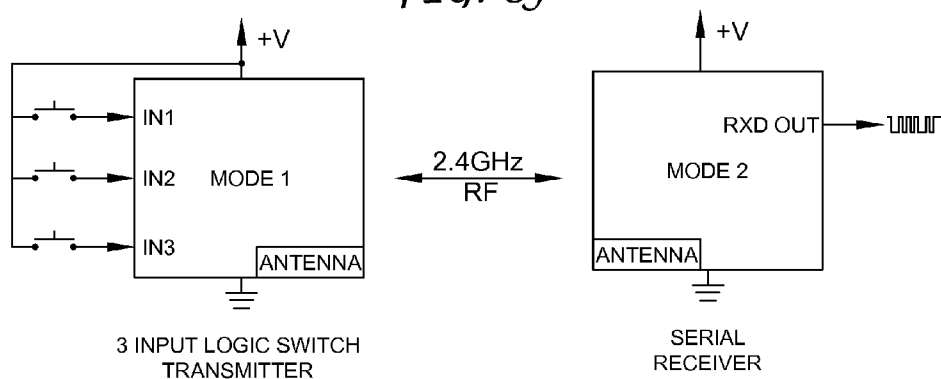 +V
IN1
IN2
IN3
MODE 1
ANTENNA
3 INPUT LOGIC SWITCH
TRANSMITTER
2.4GHz
RF
+V
RXD OUT
MODE 2
ANTENNA
SERIAL
RECEIVER